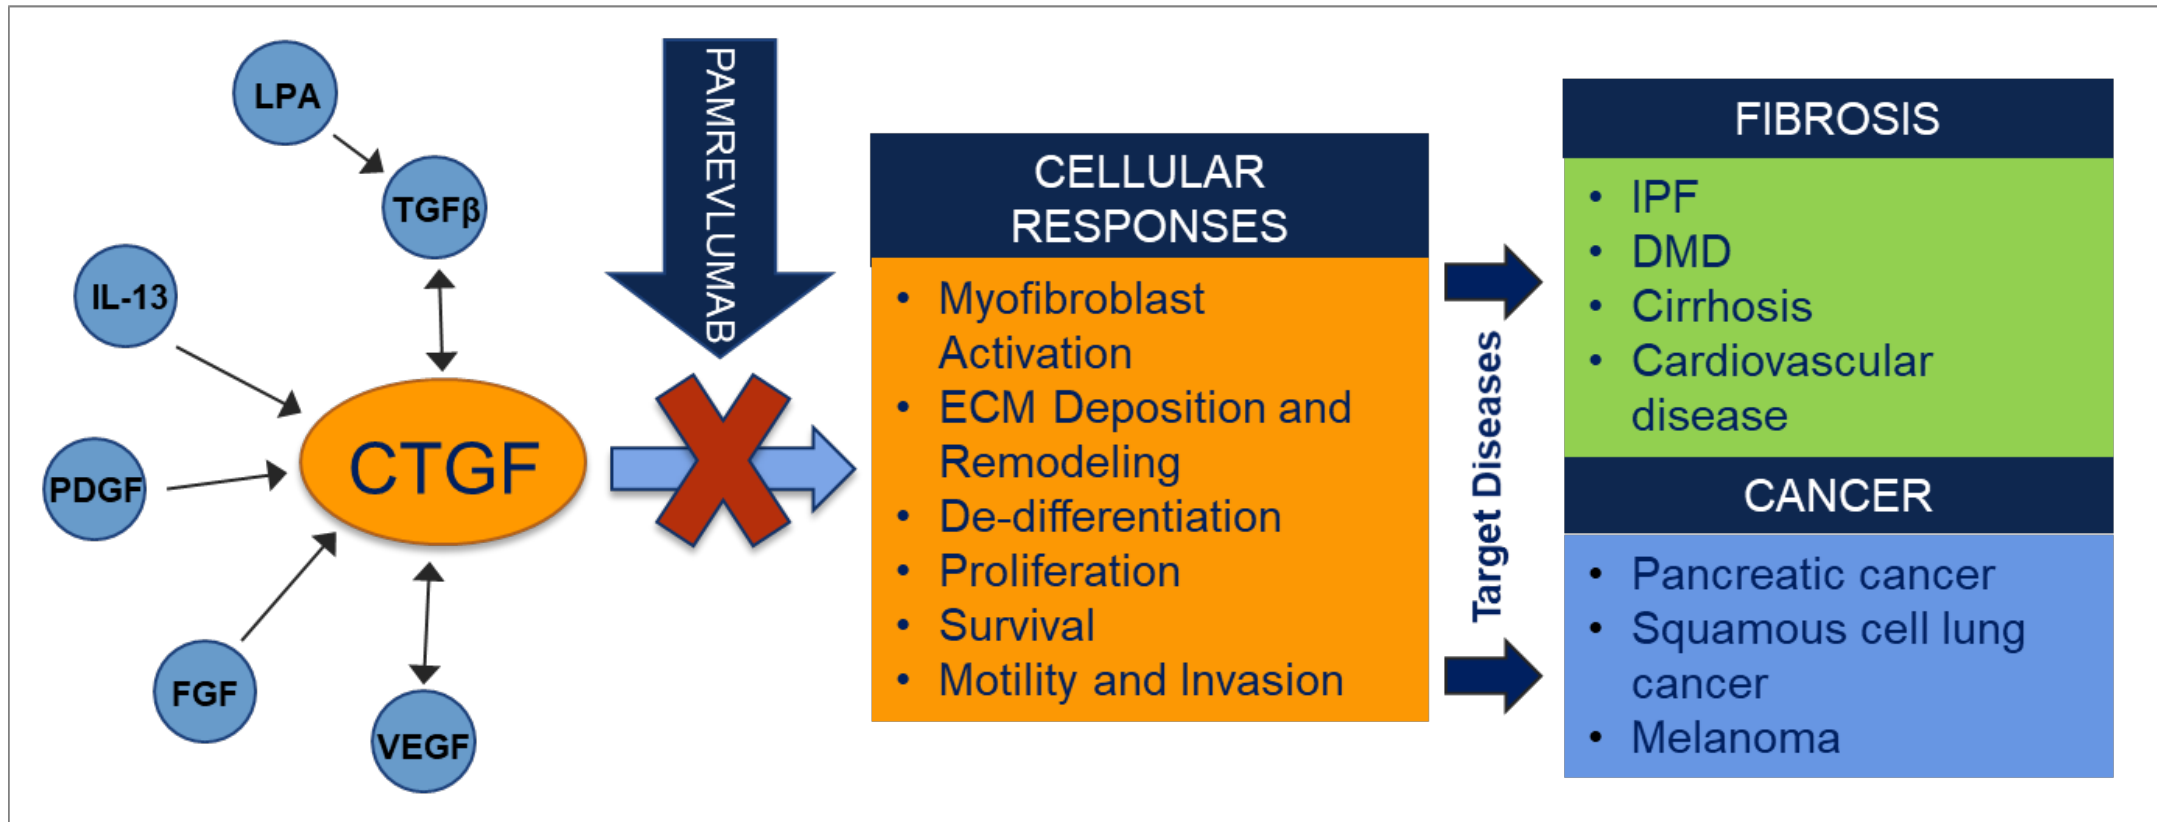 LPA
TGFβ
IL-13
PDGF
FGF
VEGF
CTGF
PAMREVLUMAB
CELLULAR
RESPONSES
• Myofibroblast
Activation
• ECM Deposition and
Remodeling
• De-differentiation
• Proliferation
• Survival
• Motility and Invasion
Target Diseases
FIBROSIS
• IPF
• DMD
• Cirrhosis
• Cardiovascular
disease
CANCER
• Pancreatic cancer
• Squamous cell lung
cancer
• Melanoma